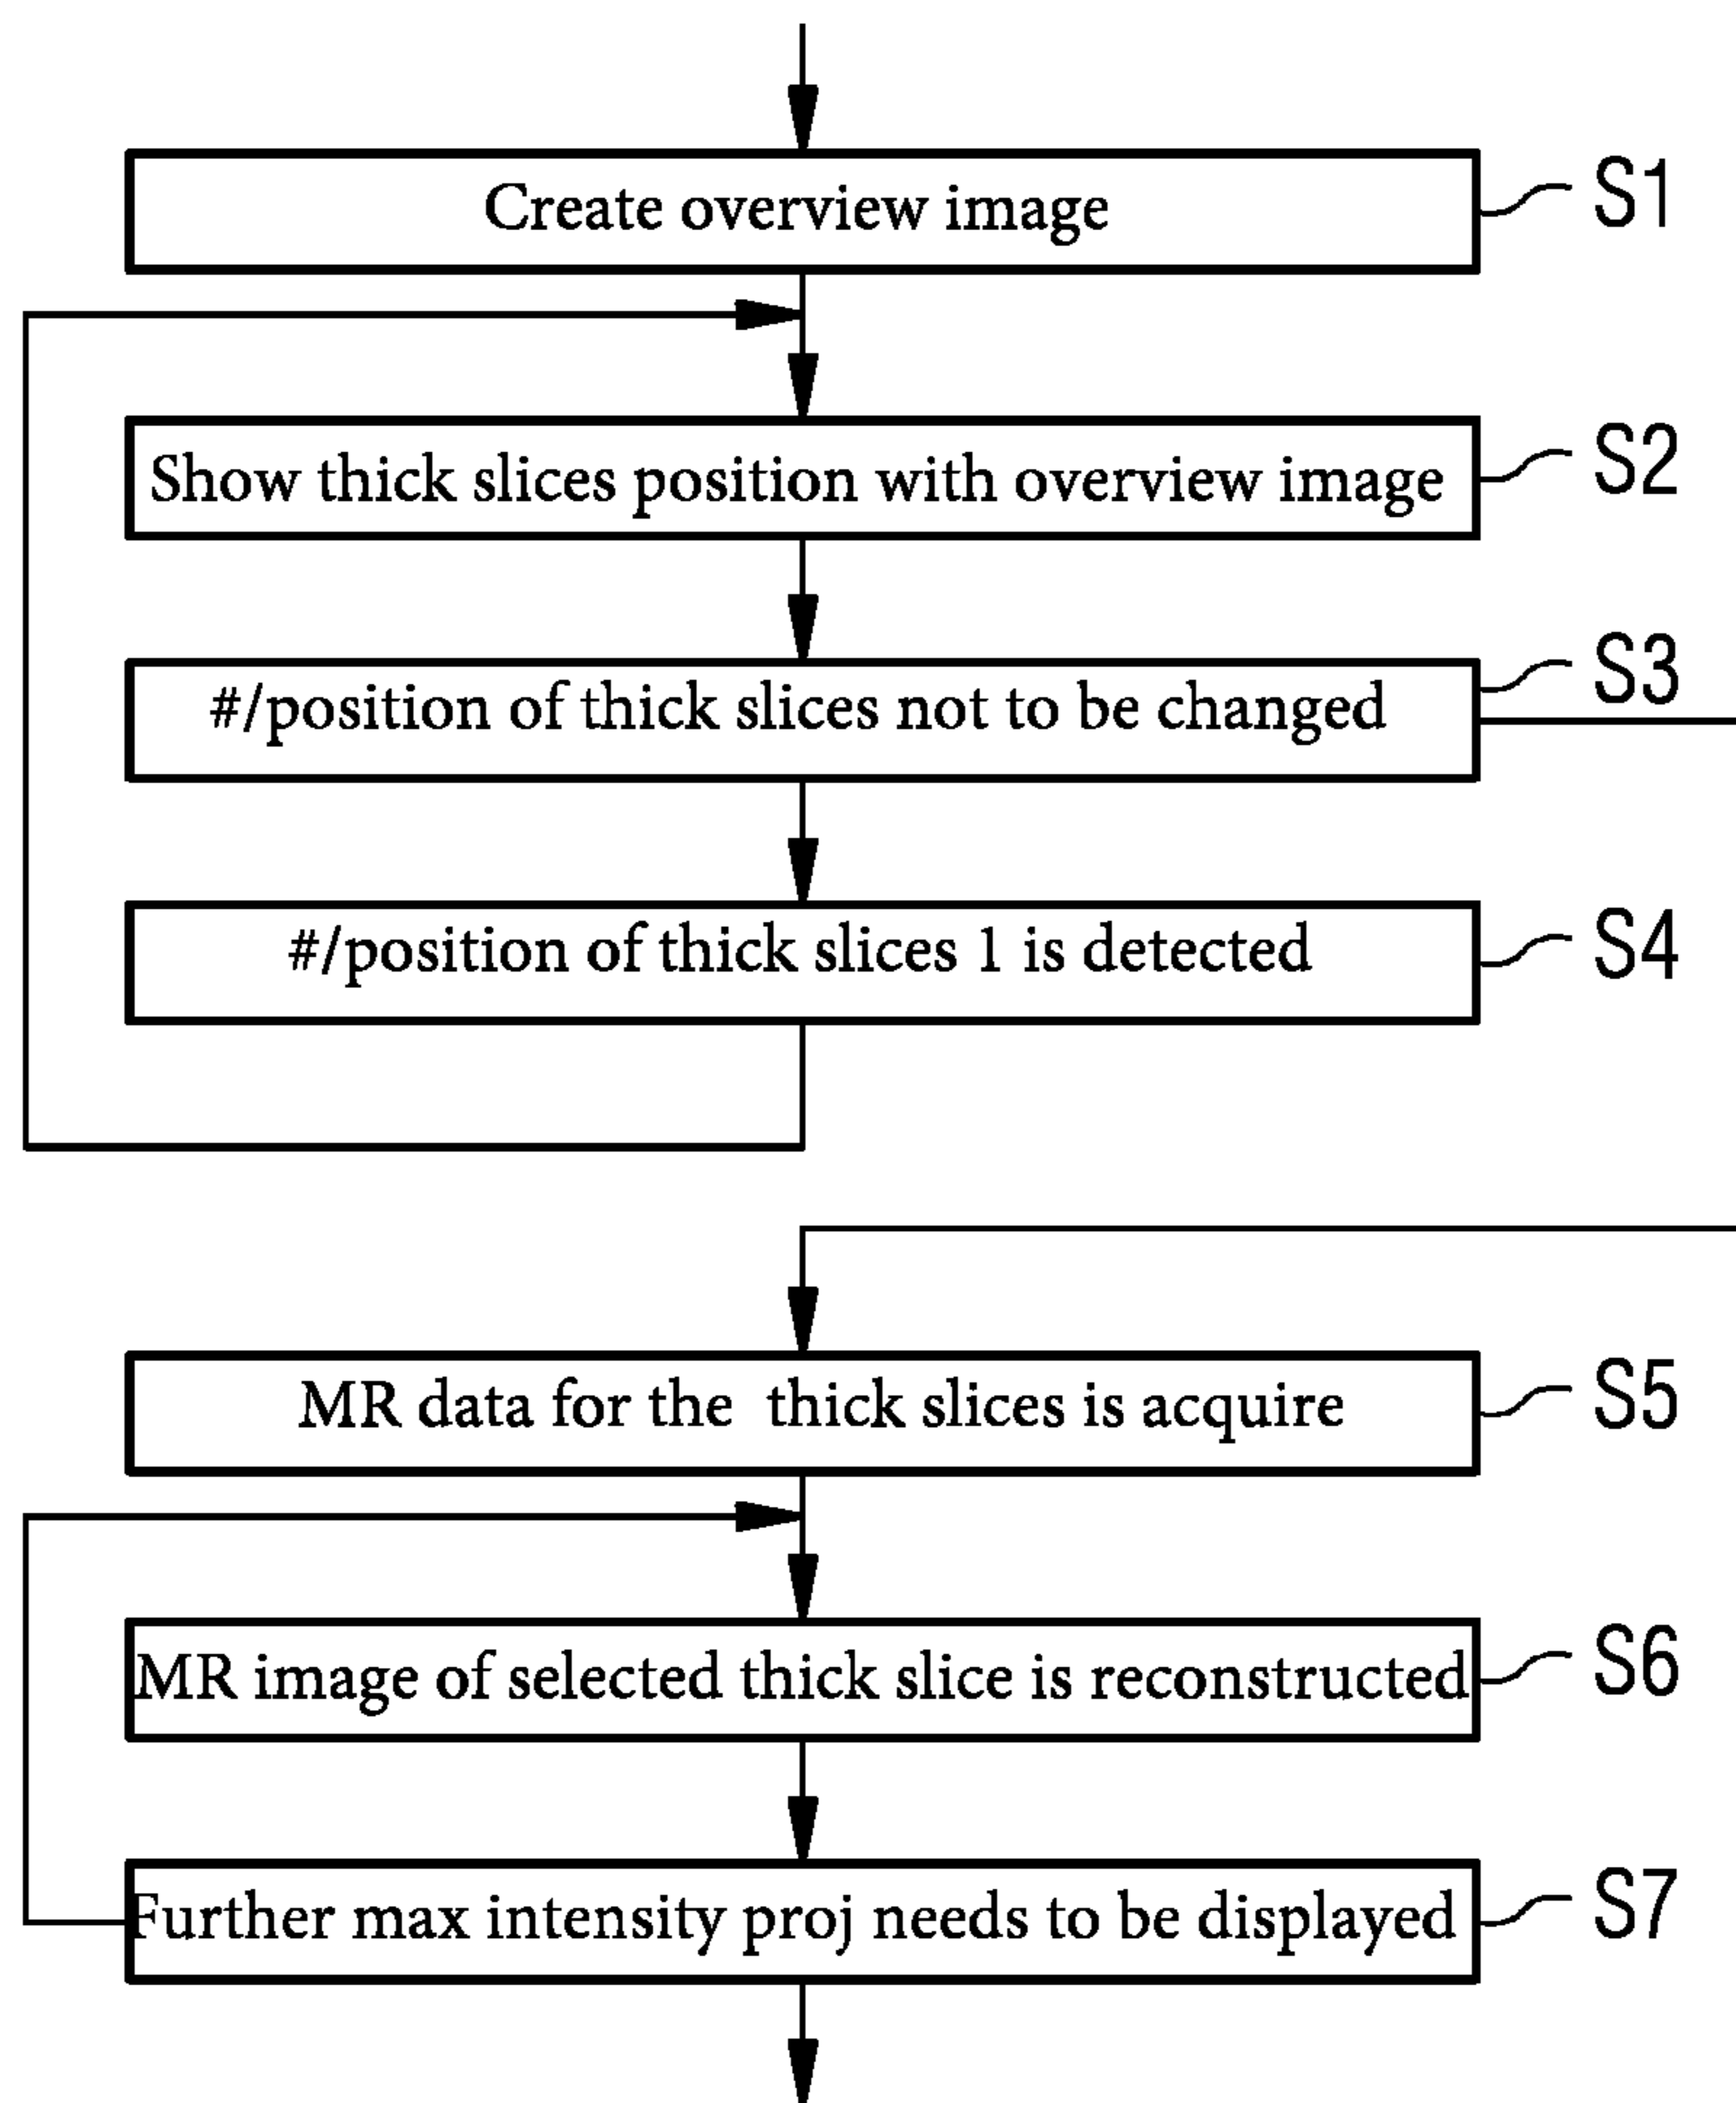 Create overview image
S1
Show thick slices position with overview image
S2
#/position of thick slices not to be changed
S3
#/position of thick slices 1 is detected
S4
MR data for the thick slices is acquire
S5
MR image of selected thick slice is reconstructed
S6
Further max intensity proj needs to be displayed
S7